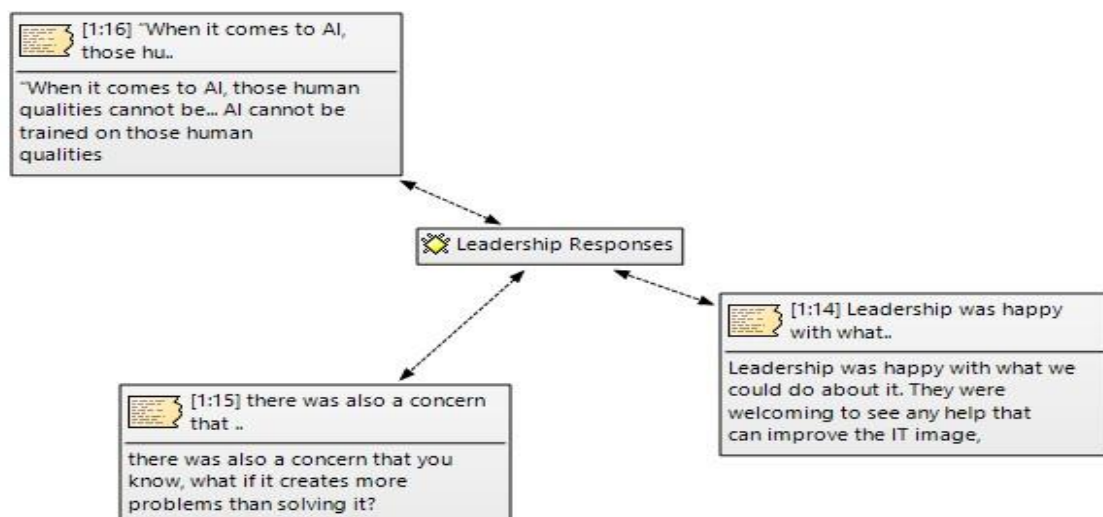 [1:16] "When it comes to AI,
those hu..
"When it comes to AI, those human
qualities cannot be... AI cannot be
trained on those human
qualities
Leadership Responses
[1:14] Leadership was happy
with what..
Leadership was happy with what we
could do about it. They were
welcoming to see any help that
can improve the IT image,
[1:15] there was also a concern
that ..
there was also a concern that you
know, what if it creates more
problems than solving it?